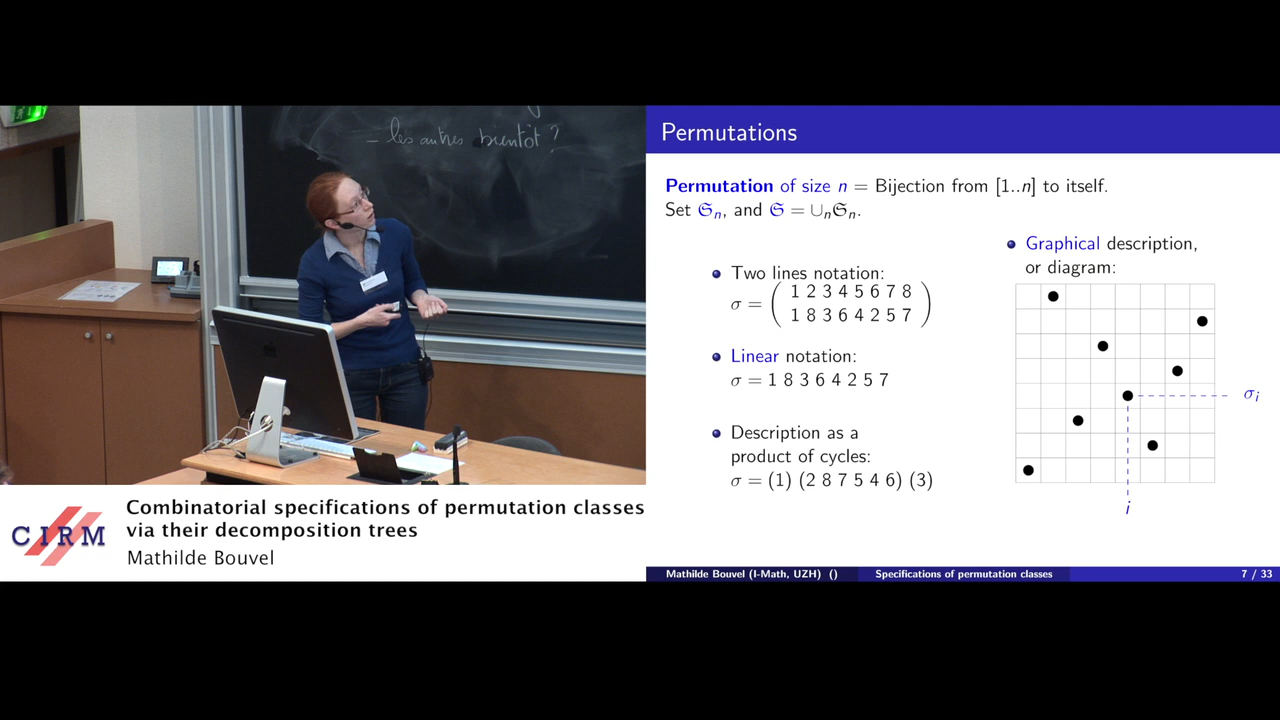 – les autres bientôt ?
CIRM
Combinatorial specifications of permutation classes
via their decomposition trees
Mathilde Bouvel
Permutations
Permutation of size n = Bijection from [1..n] to itself.
Set 𝔖ₙ, and 𝔖 = ∪ₙ𝔖ₙ.
Two lines notation:
σ = ( 1 2 3 4 5 6 7 8
1 8 3 6 4 2 5 7 )
Linear notation:
σ = 1 8 3 6 4 2 5 7
Description as a
product of cycles:
σ = (1) (2 8 7 5 4 6) (3)
Graphical description,
or diagram:
σᵢ
i
Mathilde Bouvel (I-Math, UZH) ()
Specifications of permutation classes
7 / 33